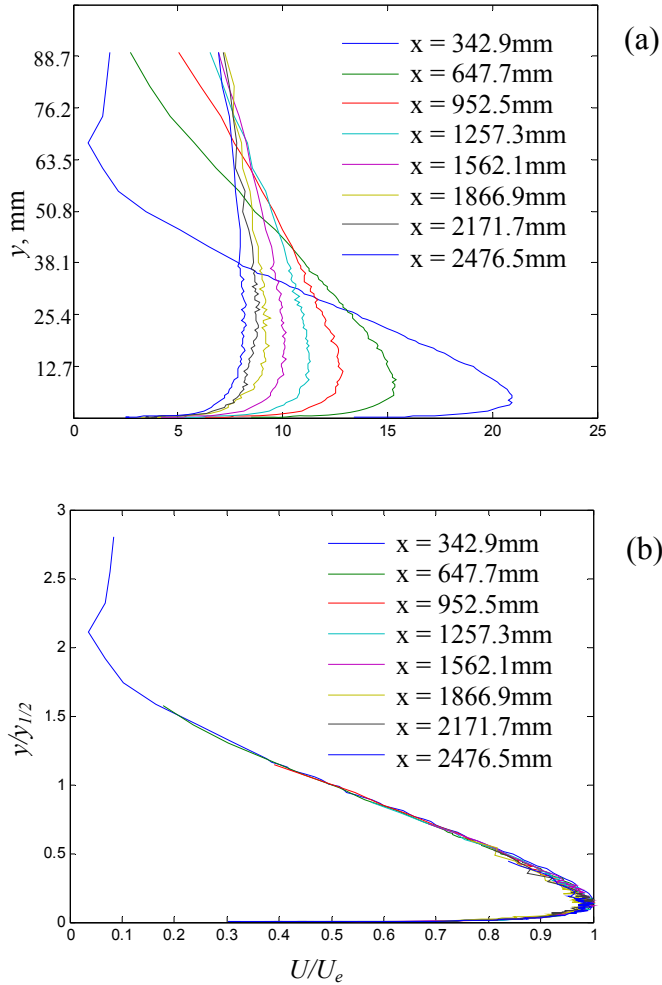 (a)
88.7
76.2
63.5
50.8
38.1
25.4
12.7
y, mm
x = 342.9mm
x = 647.7mm
x = 952.5mm
x = 1257.3mm
x = 1562.1mm
x = 1866.9mm
x = 2171.7mm
x = 2476.5mm
0 5 10 15 20 25
(b)
3
2.5
2
1.5
1
0.5
0
y/y1/2
x = 342.9mm
x = 647.7mm
x = 952.5mm
x = 1257.3mm
x = 1562.1mm
x = 1866.9mm
x = 2171.7mm
x = 2476.5mm
0 0.1 0.2 0.3 0.4 0.5 0.6 0.7 0.8 0.9 1
U/Ue